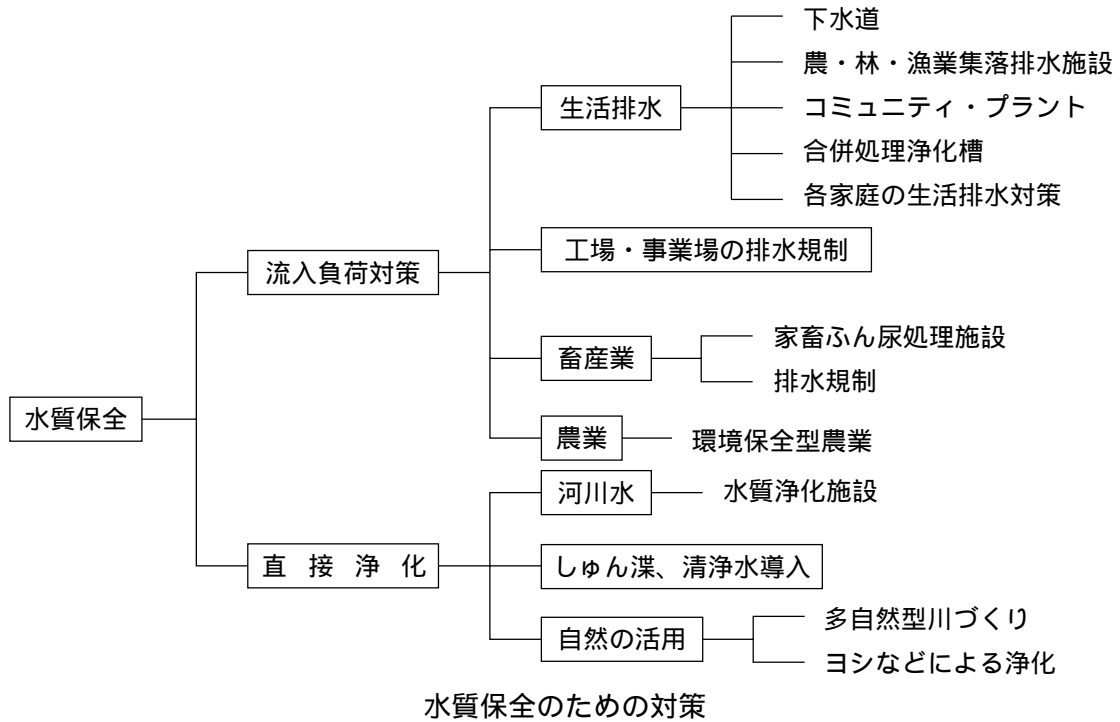 水質保全
流入負荷対策
生活排水
下水道
農・林・漁業集落排水施設
コミュニティ・プラント
合併処理浄化槽
各家庭の生活排水対策
工場・事業場の排水規制
畜産業
家畜ふん尿処理施設
排水規制
農業
環境保全型農業
直接浄化
河川水
水質浄化施設
しゅん渫、清浄水導入
自然の活用
多自然型川づくり
ヨシなどによる浄化
水質保全のための対策